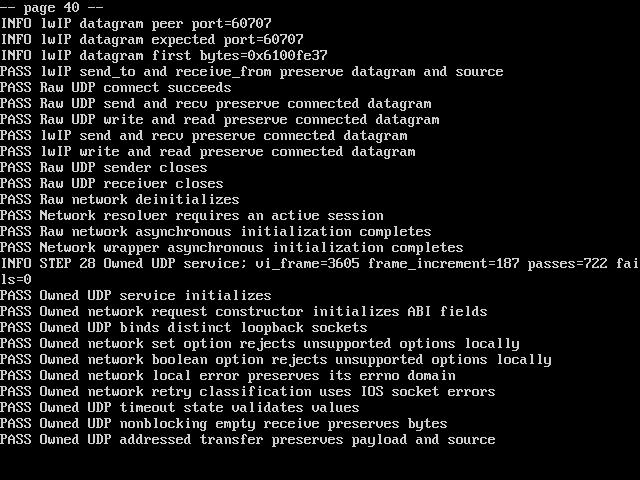 -- page 40 --
INFO lwIP datagram peer port=60707
INFO lwIP datagram expected port=60707
INFO lwIP datagram first bytes=0x6100fe37
PASS lwIP send_to and receive_from preserve datagram and source
PASS Raw UDP connect succeeds
PASS Raw UDP send and recv preserve connected datagram
PASS Raw UDP write and read preserve connected datagram
PASS lwIP send and recv preserve connected datagram
PASS lwIP write and read preserve connected datagram
PASS Raw UDP sender closes
PASS Raw UDP receiver closes
PASS Raw network deinitializes
PASS Network resolver requires an active session
PASS Raw network asynchronous initialization completes
PASS Network wrapper asynchronous initialization completes
INFO STEP 28 Owned UDP service; vi_frame=3605 frame_increment=187 passes=722 fai
ls=0
PASS Owned UDP service initializes
PASS Owned network request constructor initializes ABI fields
PASS Owned UDP binds distinct loopback sockets
PASS Owned network set option rejects unsupported options locally
PASS Owned network boolean option rejects unsupported options locally
PASS Owned network local error preserves its errno domain
PASS Owned network retry classification uses IOS socket errors
PASS Owned UDP timeout state validates values
PASS Owned UDP nonblocking empty receive preserves bytes
PASS Owned UDP addressed transfer preserves payload and source